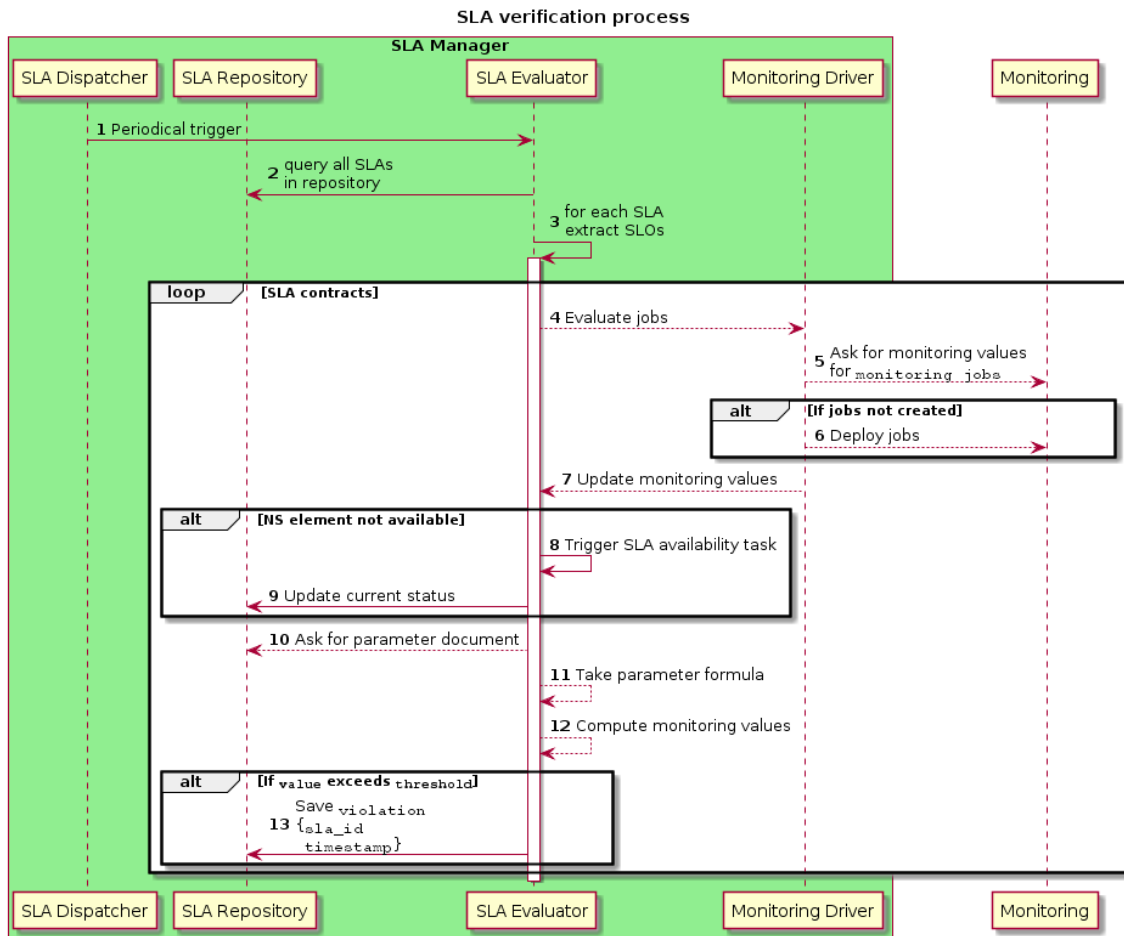 SLA verification process
SLA Manager
SLA Dispatcher
SLA Repository
SLA Evaluator
Monitoring Driver
Monitoring
1 Periodical trigger
2 query all SLAs
in repository
3 for each SLA
extract SLOs
loop [SLA contracts]
4 Evaluate jobs
5 Ask for monitoring values
for monitoring_jobs
alt [If jobs not created]
6 Deploy jobs
7 Update monitoring values
alt [NS element not available]
8 Trigger SLA availability task
9 Update current status
10 Ask for parameter document
11 Take parameter formula
12 Compute monitoring values
alt [If value exceeds threshold]
Save violation
13 {sla_id
timestamp}
SLA Dispatcher
SLA Repository
SLA Evaluator
Monitoring Driver
Monitoring